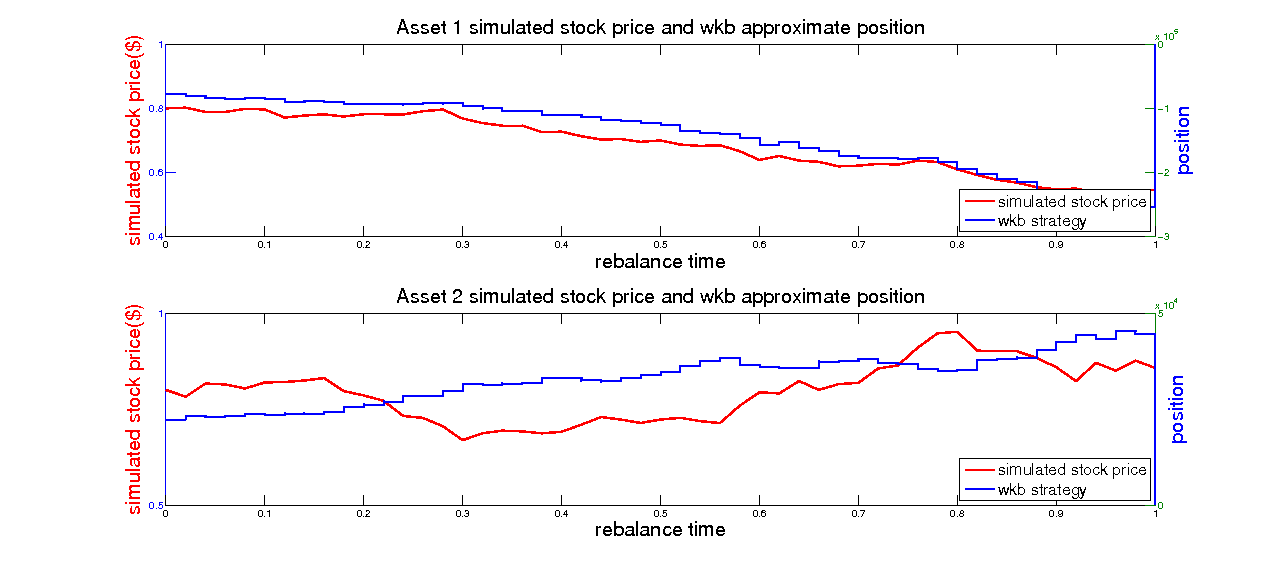 Asset 1 simulated stock price and wkb approximate position
simulated stock price($)
1
0.8
0.6
0.4
0
-1
-2
-3
position
simulated stock price
wkb strategy
0 0.1 0.2 0.3 0.4 0.5 0.6 0.7 0.8 0.9 1
rebalance time
Asset 2 simulated stock price and wkb approximate position
simulated stock price($)
1
0.5
x 10^4
5
0
position
simulated stock price
wkb strategy
0 0.1 0.2 0.3 0.4 0.5 0.6 0.7 0.8 0.9 1
rebalance time